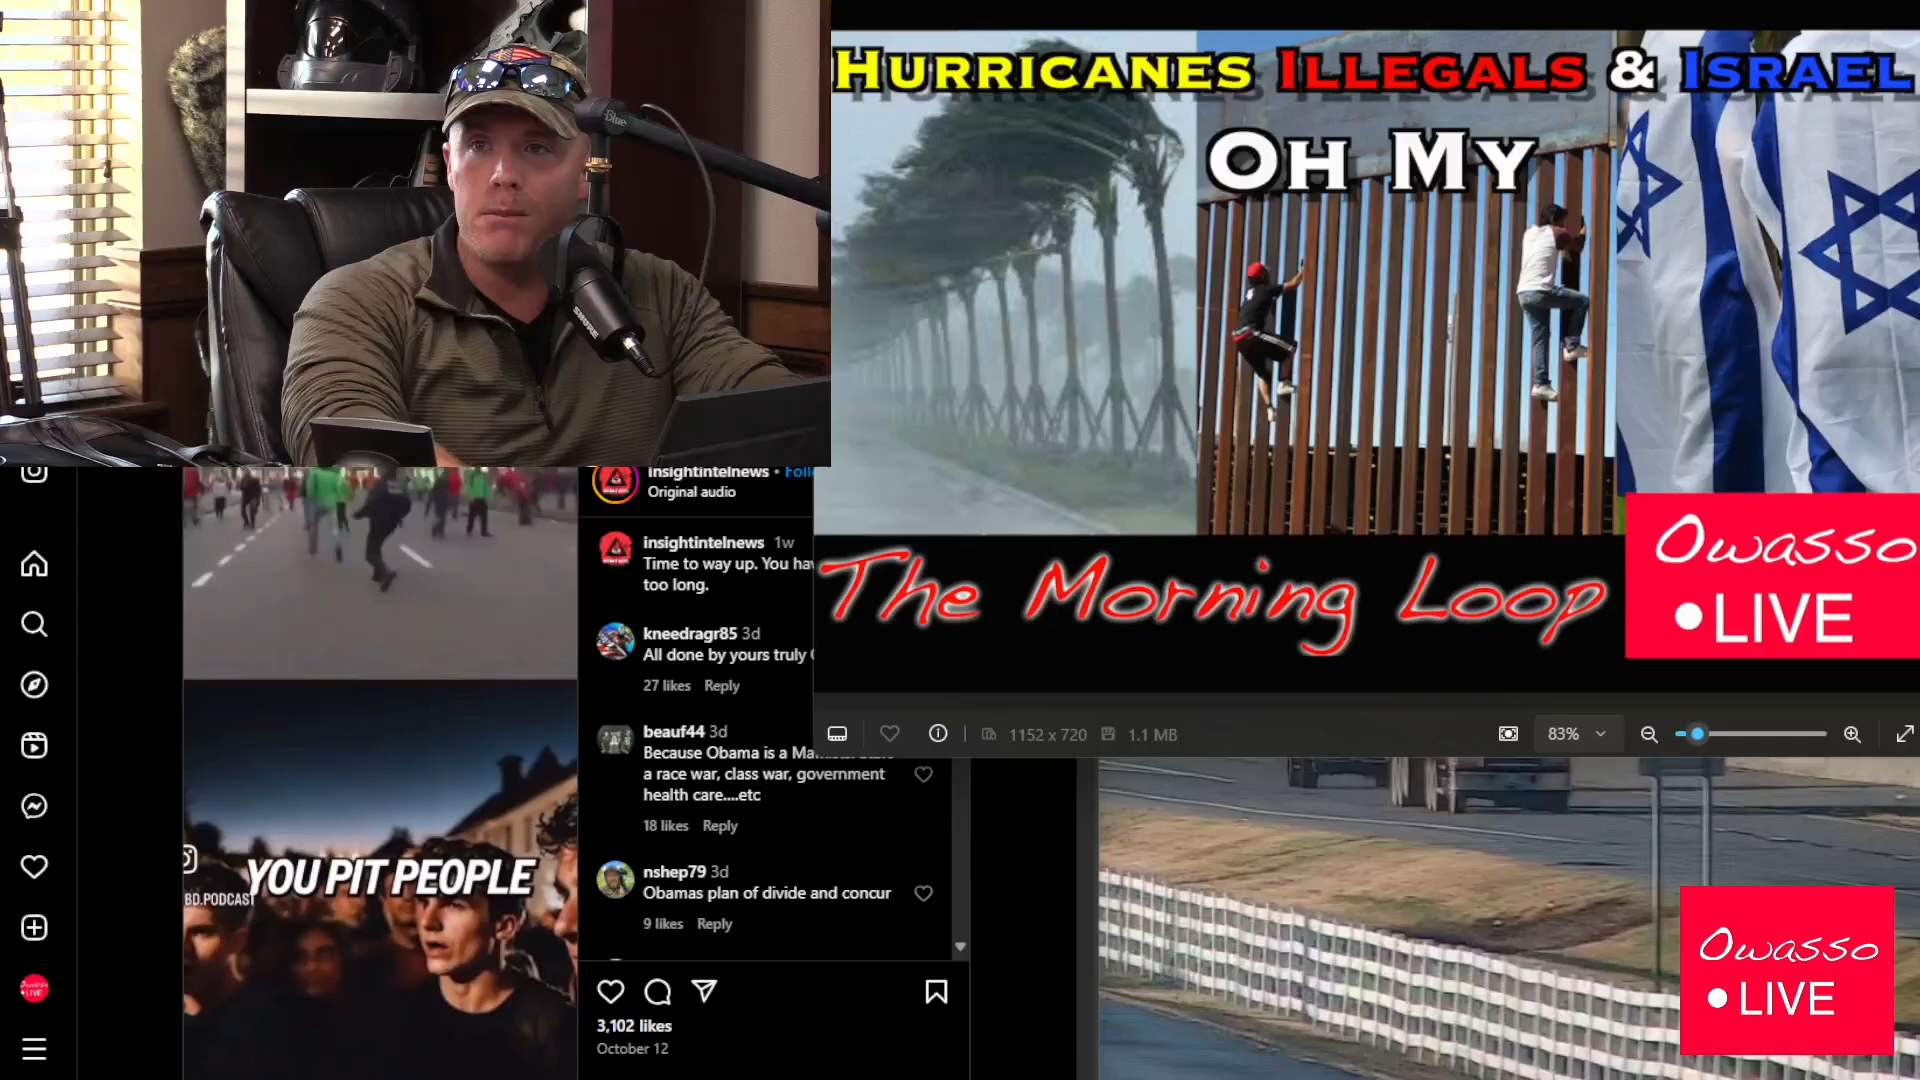 Blue
SHURE
HURRICANES ILLEGALS & ISRAEL
OH MY
The Morning Loop
Owasso
LIVE
insightintelnews •
Original audio
insightintelnews 1w
Time to way up. You
too long.
kneedragr85 3d
All done by yours truly
27 likes Reply
beauf44 3d
Because Obama is a
a race war, class war, government
health care....etc
18 likes Reply
nshep79 3d
Obamas plan of divide and concur
9 likes Reply
3,102 likes
October 12
YOU PIT PEOPLE
BD.PODCAST
1152 x 720 1.1 MB
83%
Owasso
LIVE